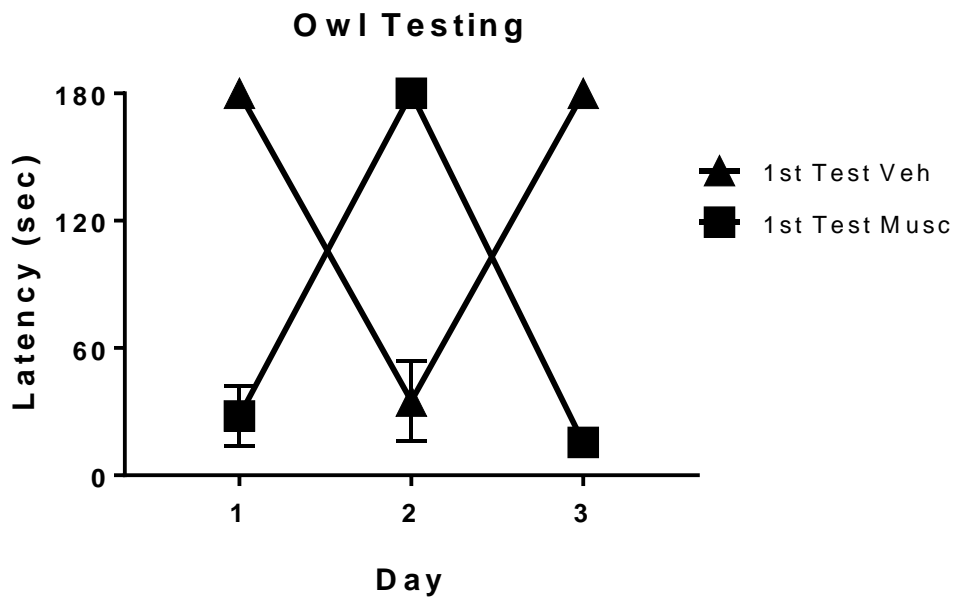 Owl Testing
180
120
60
0
Latency (sec)
1 2 3
Day
1st Test Veh
1st Test Musc